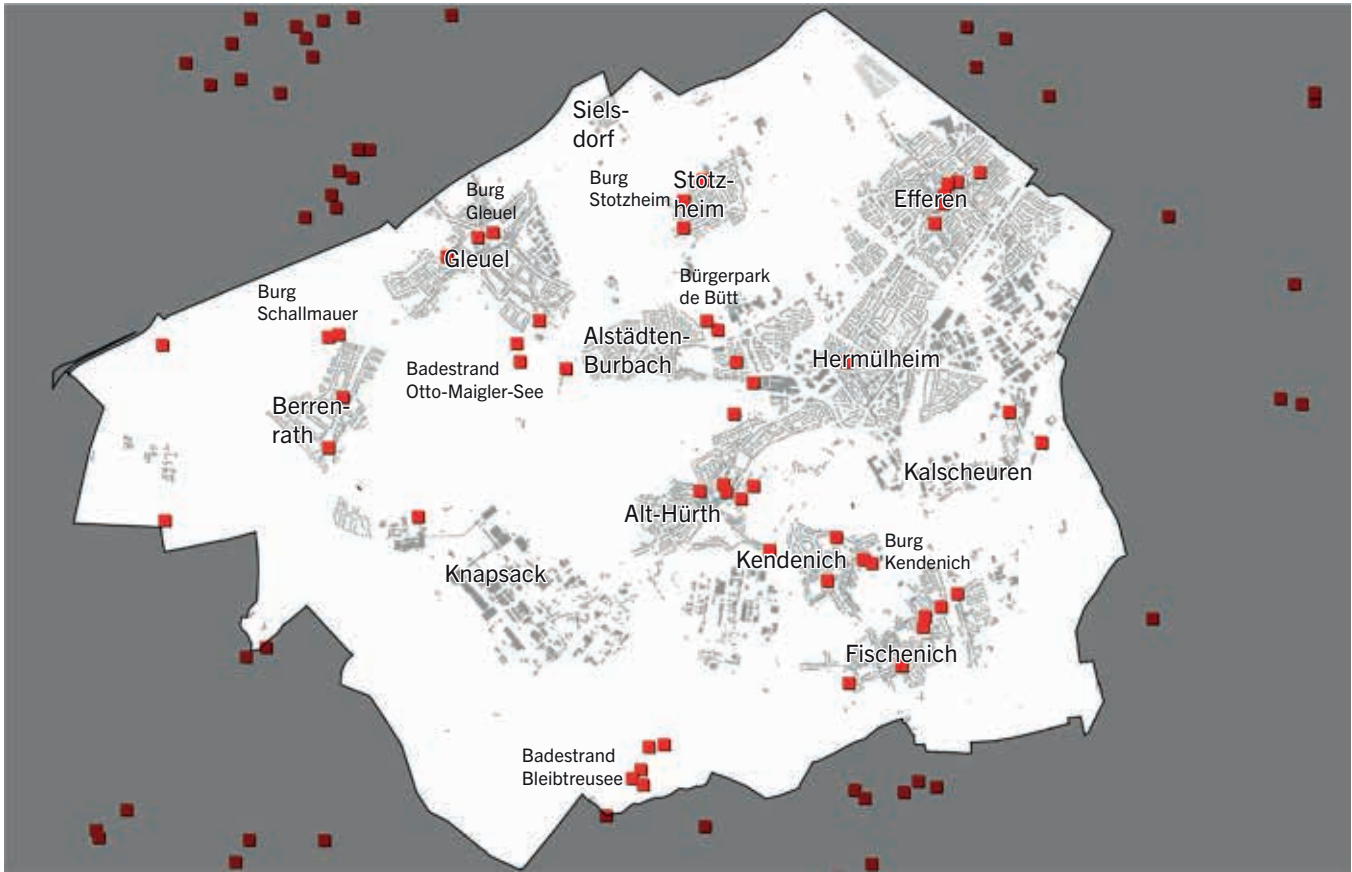 Siels-
dorf
Burg
Stotzheim
Stotz-
heim
Efferen
Burg
Gleuel
Gleuel
Bürgerpark
de Bütt
Burg
Schallmauer
Alstädten-
Burbach
Hermülheim
Badestrand
Otto-Maigler-See
Berren-
rath
Kalscheuren
Alt-Hürth
Kendenich
Burg
Kendenich
Knapsack
Fischenich
Badestrand
Bleibtreusee